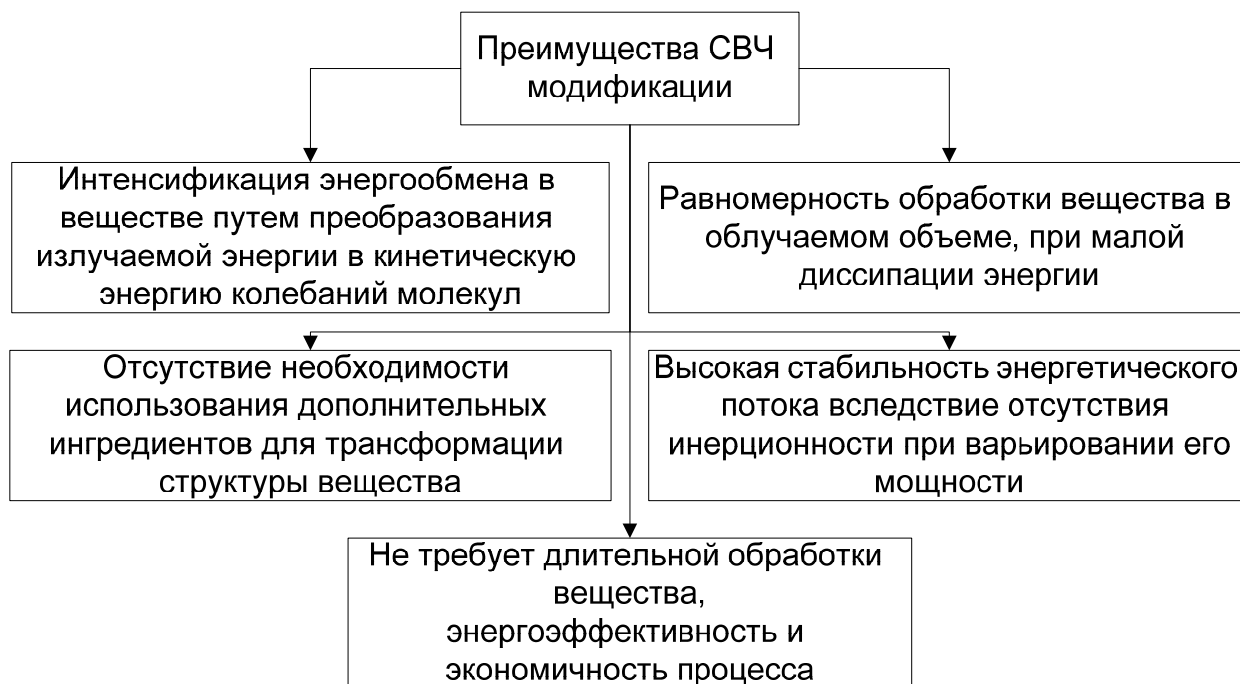 Преимущества СВЧ
модификации
Интенсификация энергообмена в
веществе путем преобразования
излучаемой энергии в кинетическую
энергию колебаний молекул
Равномерность обработки вещества в
облучаемом объеме, при малой
диссипации энергии
Отсутствие необходимости
использования дополнительных
ингредиентов для трансформации
структуры вещества
Высокая стабильность энергетического
потока вследствие отсутствия
инерционности при варьировании его
мощности
Не требует длительной обработки
вещества,
энергоэффективность и
экономичность процесса